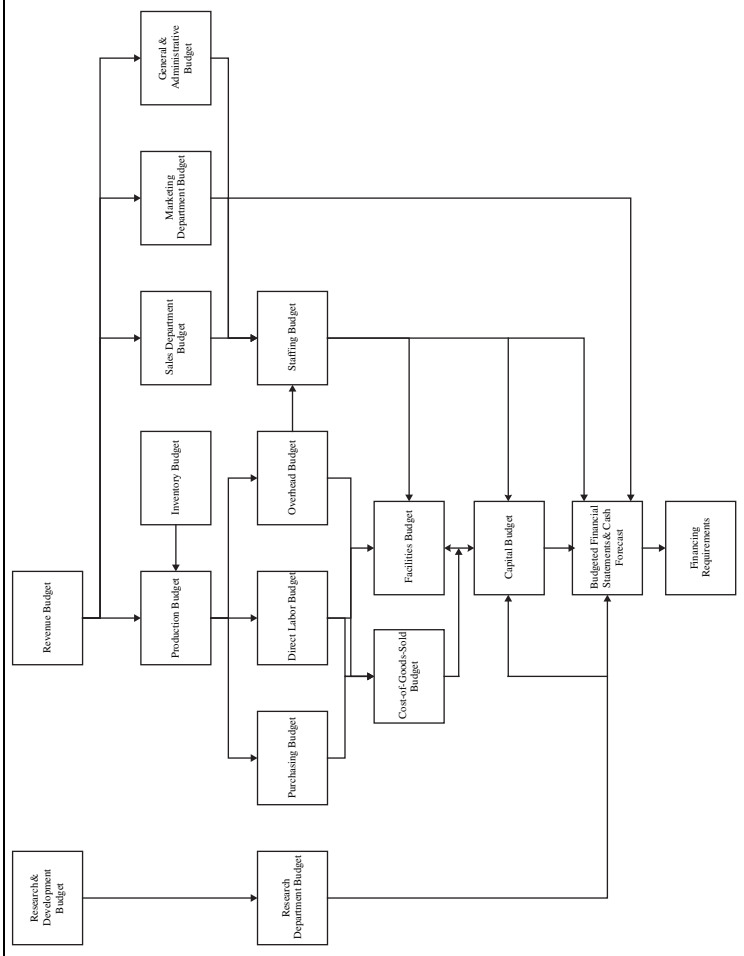 Revenue Budget
Research&
Development
Budget
General &
Administrative
Budget
Marketing
Department Budget
Sales Department
Budget
Inventory Budget
Production Budget
Staffing Budget
Overhead Budget
Direct Labor Budget
Purchasing Budget
Research
Department Budget
Facilities Budget
Cost-of-Goods-Sold
Budget
Capital Budget
Budgeted Financial
Statements& Cash
Forecast
Financing
Requirements